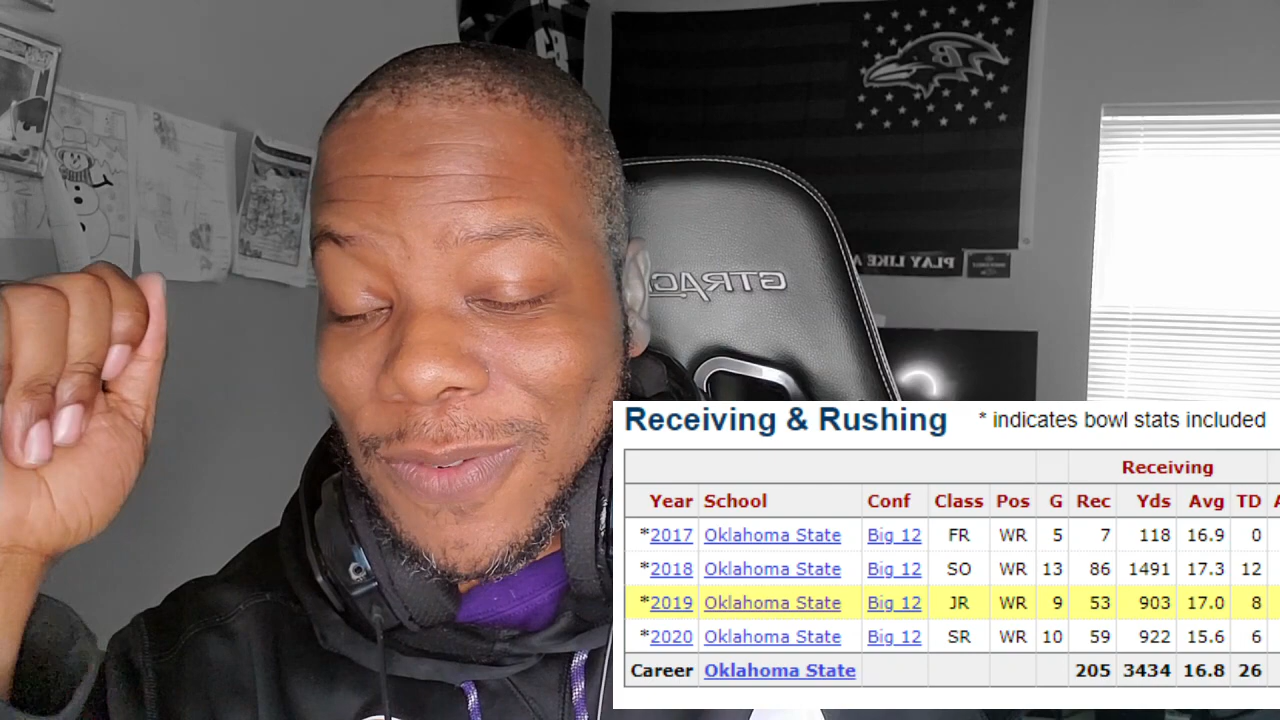 GTRAC
PLAY LIKE A
Receiving & Rushing * indicates bowl stats included
Receiving
Year School Conf Class Pos G Rec Yds Avg TD A
*2017 Oklahoma State Big 12 FR WR 5 7 118 16.9 0
*2018 Oklahoma State Big 12 SO WR 13 86 1491 17.3 12
*2019 Oklahoma State Big 12 JR WR 9 53 903 17.0 8
*2020 Oklahoma State Big 12 SR WR 10 59 922 15.6 6
Career Oklahoma State 205 3434 16.8 26